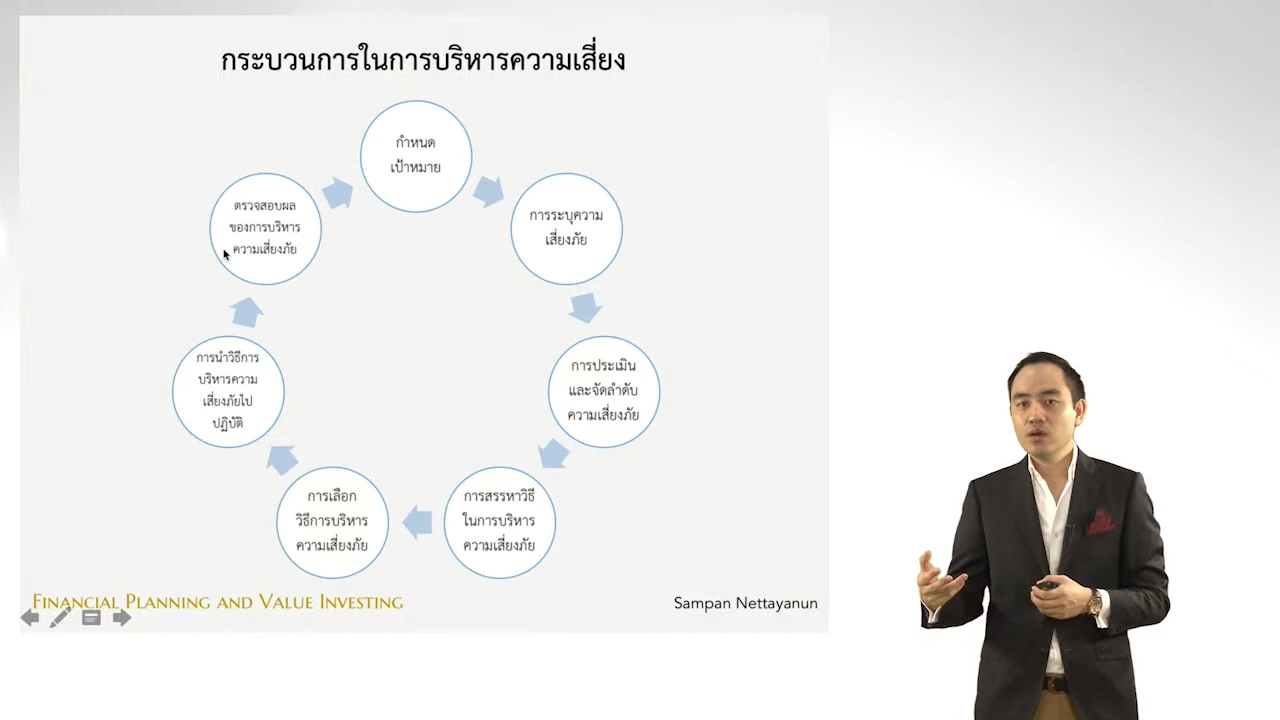 กระบวนการในการบริหารความเสี่ยง
กำหนด
เป้าหมาย
การระบุความ
เสี่ยงภัย
การประเมิน
และจัดลำดับ
ความเสี่ยงภัย
การสรรหาวิธี
ในการบริหาร
ความเสี่ยงภัย
การเลือก
วิธีการบริหาร
ความเสี่ยงภัย
การนำวิธีการ
บริหารความ
เสี่ยงภัยไป
ปฏิบัติ
ตรวจสอบผล
ของการบริหาร
ความเสี่ยงภัย
Financial Planning and Value Investing
Sampan Nettayanun